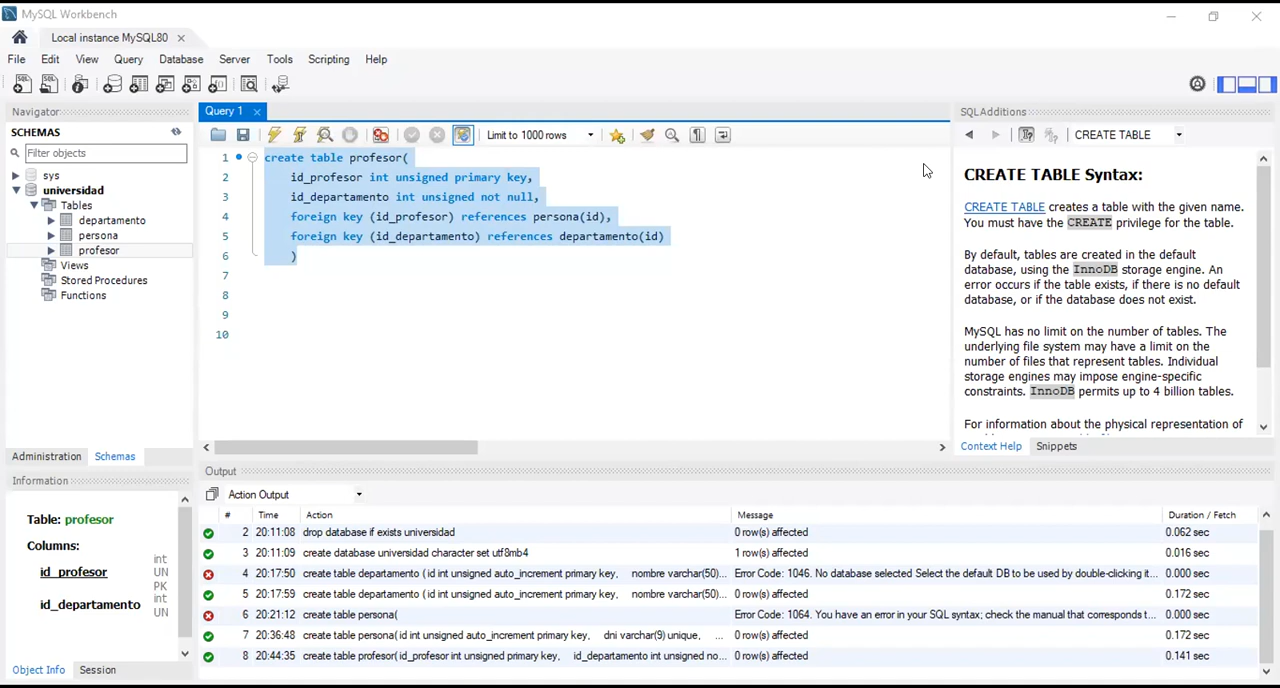 MySQL Workbench
Local instance MySQL80
File Edit View Query Database Server Tools Scripting Help
Navigator
SCHEMAS
Filter objects
sys
universidad
Tables
departamento
persona
profesor
Views
Stored Procedures
Functions
Administration Schemas
Information
Table: profesor
Columns:
id_profesor int UN PK
id_departamento int UN
Object Info Session
Query 1
Limit to 1000 rows
1 create table profesor(
2 id_profesor int unsigned primary key,
3 id_departamento int unsigned not null,
4 foreign key (id_profesor) references persona(id),
5 foreign key (id_departamento) references departamento(id)
6 )
7
8
9
10
SQL Additions
CREATE TABLE
CREATE TABLE Syntax:
CREATE TABLE creates a table with the given name.
You must have the CREATE privilege for the table.
By default, tables are created in the default
database, using the InnoDB storage engine. An
error occurs if the table exists, if there is no default
database, or if the database does not exist.
MySQL has no limit on the number of tables. The
underlying file system may have a limit on the
number of files that represent tables. Individual
storage engines may impose engine-specific
constraints. InnoDB permits up to 4 billion tables.
For information about the physical representation of
Context Help Snippets
Output
Action Output
# Time Action Message Duration / Fetch
2 20:11:08 drop database if exists universidad 0 row(s) affected 0.062 sec
3 20:11:09 create database universidad character set utf8mb4 1 row(s) affected 0.016 sec
4 20:17:50 create table departamento ( id int unsigned auto_increment primary key, nombre varchar(50)... Error Code: 1046. No database selected Select the default DB to be used by double-clicking it... 0.000 sec
5 20:17:59 create table departamento ( id int unsigned auto_increment primary key, nombre varchar(50)... 0 row(s) affected 0.172 sec
6 20:21:12 create table persona( Error Code: 1064. You have an error in your SQL syntax; check the manual that corresponds t... 0.000 sec
7 20:36:48 create table persona( id int unsigned auto_increment primary key, dni varchar(9) unique, ... 0 row(s) affected 0.172 sec
8 20:44:35 create table profesor( id_profesor int unsigned primary key, id_departamento int unsigned no... 0 row(s) affected 0.141 sec